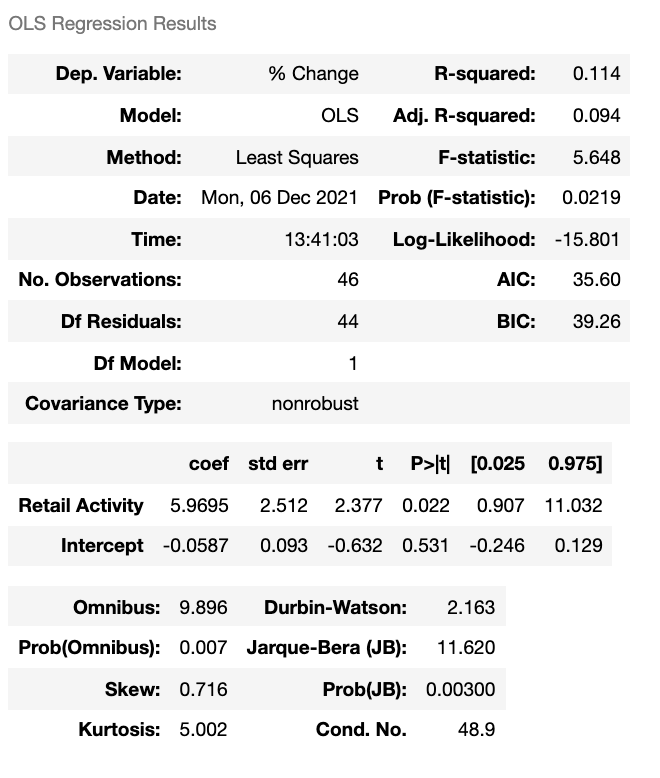 OLS Regression Results
Dep. Variable: % Change R-squared: 0.114
Model: OLS Adj. R-squared: 0.094
Method: Least Squares F-statistic: 5.648
Date: Mon, 06 Dec 2021 Prob (F-statistic): 0.0219
Time: 13:41:03 Log-Likelihood: -15.801
No. Observations: 46 AIC: 35.60
Df Residuals: 44 BIC: 39.26
Df Model: 1
Covariance Type: nonrobust
coef std err t P>|t| [0.025 0.975]
Retail Activity 5.9695 2.512 2.377 0.022 0.907 11.032
Intercept -0.0587 0.093 -0.632 0.531 -0.246 0.129
Omnibus: 9.896 Durbin-Watson: 2.163
Prob(Omnibus): 0.007 Jarque-Bera (JB): 11.620
Skew: 0.716 Prob(JB): 0.00300
Kurtosis: 5.002 Cond. No. 48.9